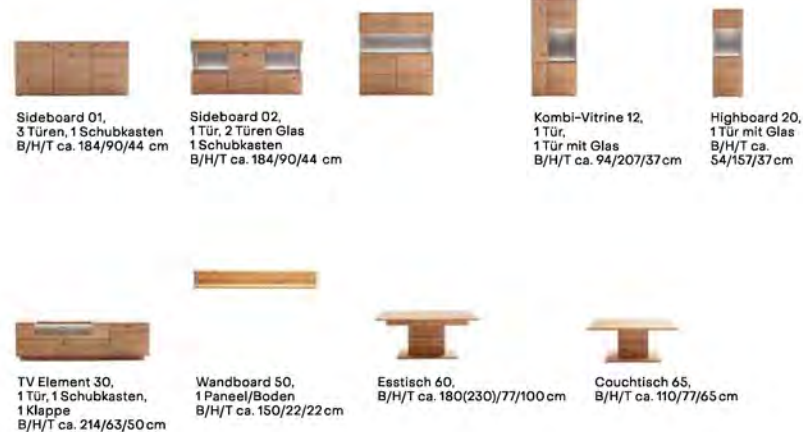 Sideboard 01,
3 Türen, 1 Schubkasten
B/H/T ca. 184/90/44 cm
Sideboard 02,
1 Tür, 2 Türen Glas
1 Schubkasten
B/H/T ca. 184/90/44 cm
Kombi-Vitrine 12,
1 Tür,
1 Tür mit Glas
B/H/T ca. 94/207/37 cm
Highboard 20,
1 Tür mit Glas
B/H/T ca.
54/157/37 cm
TV Element 30,
1 Tür, 1 Schubkasten,
1 Klappe
B/H/T ca. 214/63/50 cm
Wandboard 50,
1 Paneel/Boden
B/H/T ca. 150/22/22 cm
Esstisch 60,
B/H/T ca. 180(230)/77/100 cm
Couchtisch 65,
B/H/T ca. 110/77/65 cm